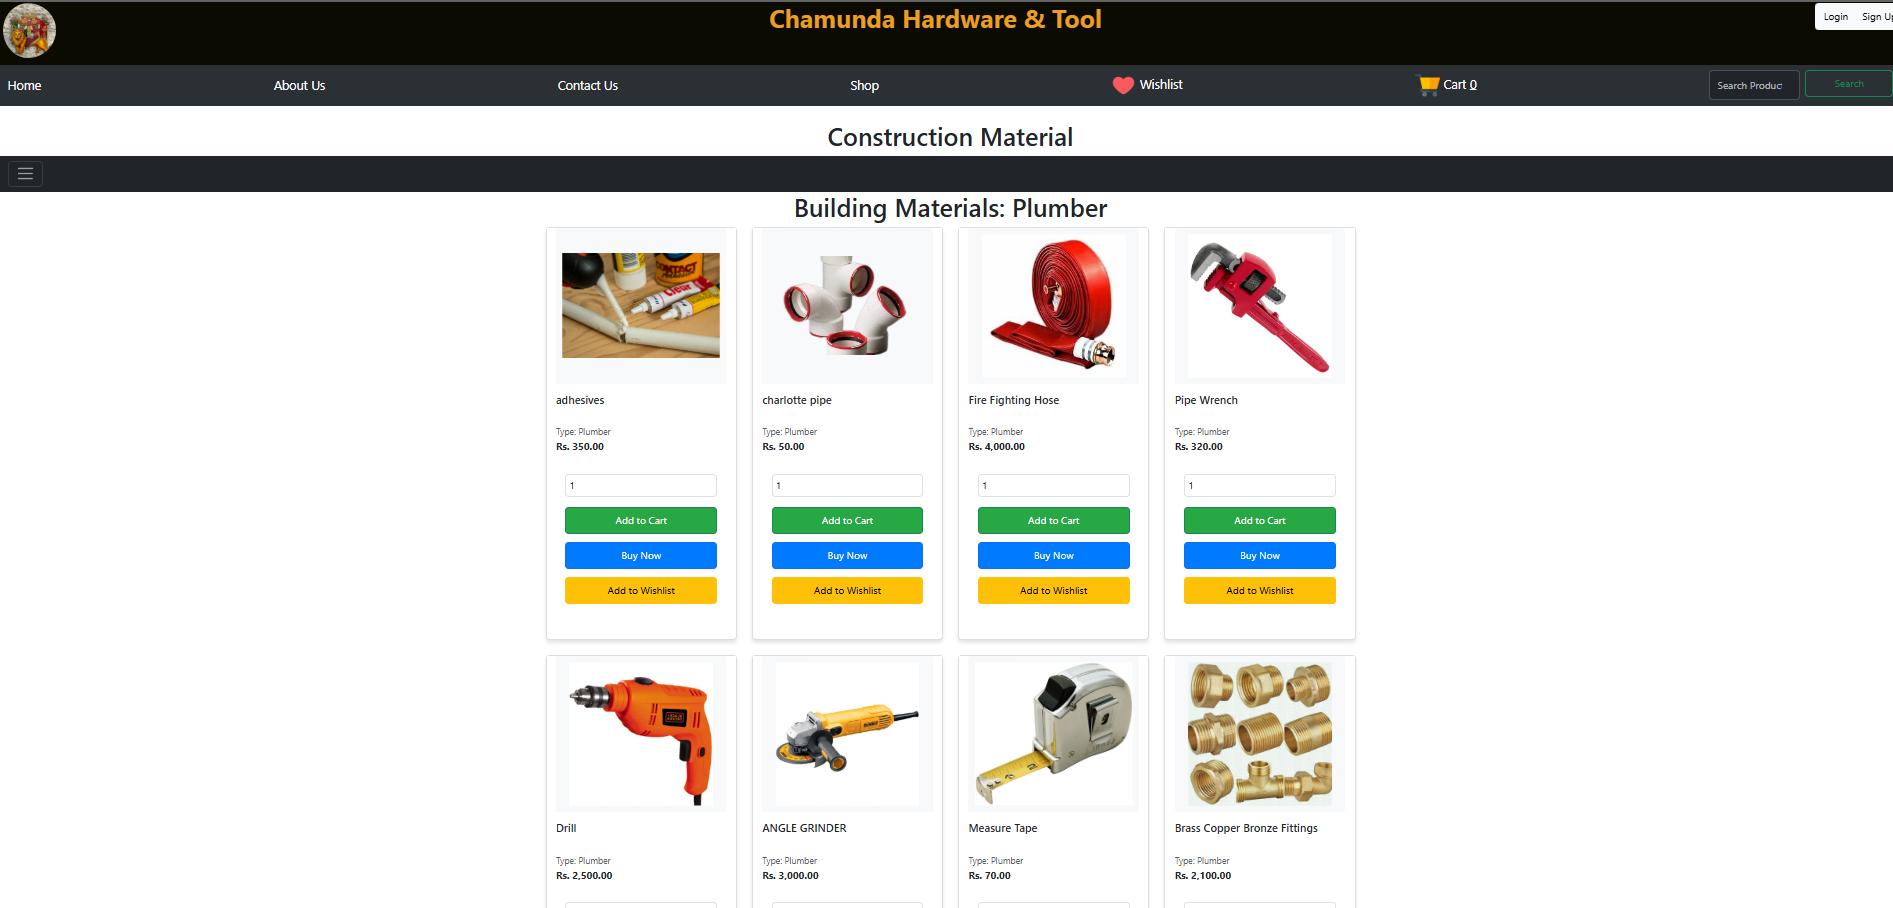 Chamunda Hardware & Tool
Login Sign Up
Home About Us Contact Us Shop Wishlist Cart 0 Search Produc Search
Construction Material
Building Materials: Plumber
CONTACT
Clear
adhesives charlotte pipe Fire Fighting Hose Pipe Wrench
Type: Plumber Type: Plumber Type: Plumber Type: Plumber
Rs. 350.00 Rs. 50.00 Rs. 4,000.00 Rs. 320.00
1 1 1 1
Add to Cart Add to Cart Add to Cart Add to Cart
Buy Now Buy Now Buy Now Buy Now
Add to Wishlist Add to Wishlist Add to Wishlist Add to Wishlist
Drill ANGLE GRINDER Measure Tape Brass Copper Bronze Fittings
Type: Plumber Type: Plumber Type: Plumber Type: Plumber
Rs. 2,500.00 Rs. 3,000.00 Rs. 70.00 Rs. 2,100.00